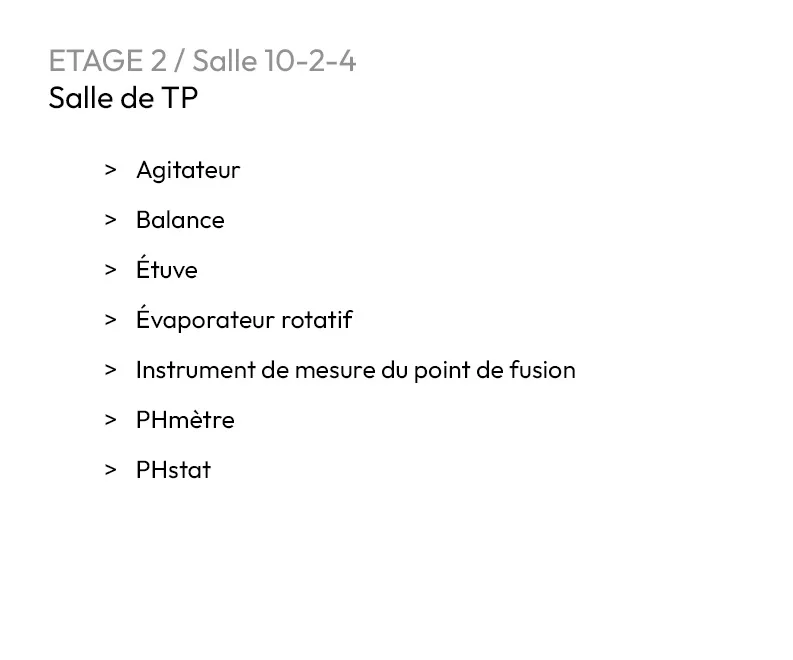 ETAGE 2 / Salle 10-2-4
Salle de TP
> Agitateur
> Balance
> Étuve
> Évaporateur rotatif
> Instrument de mesure du point de fusion
> PHmètre
> PHstat